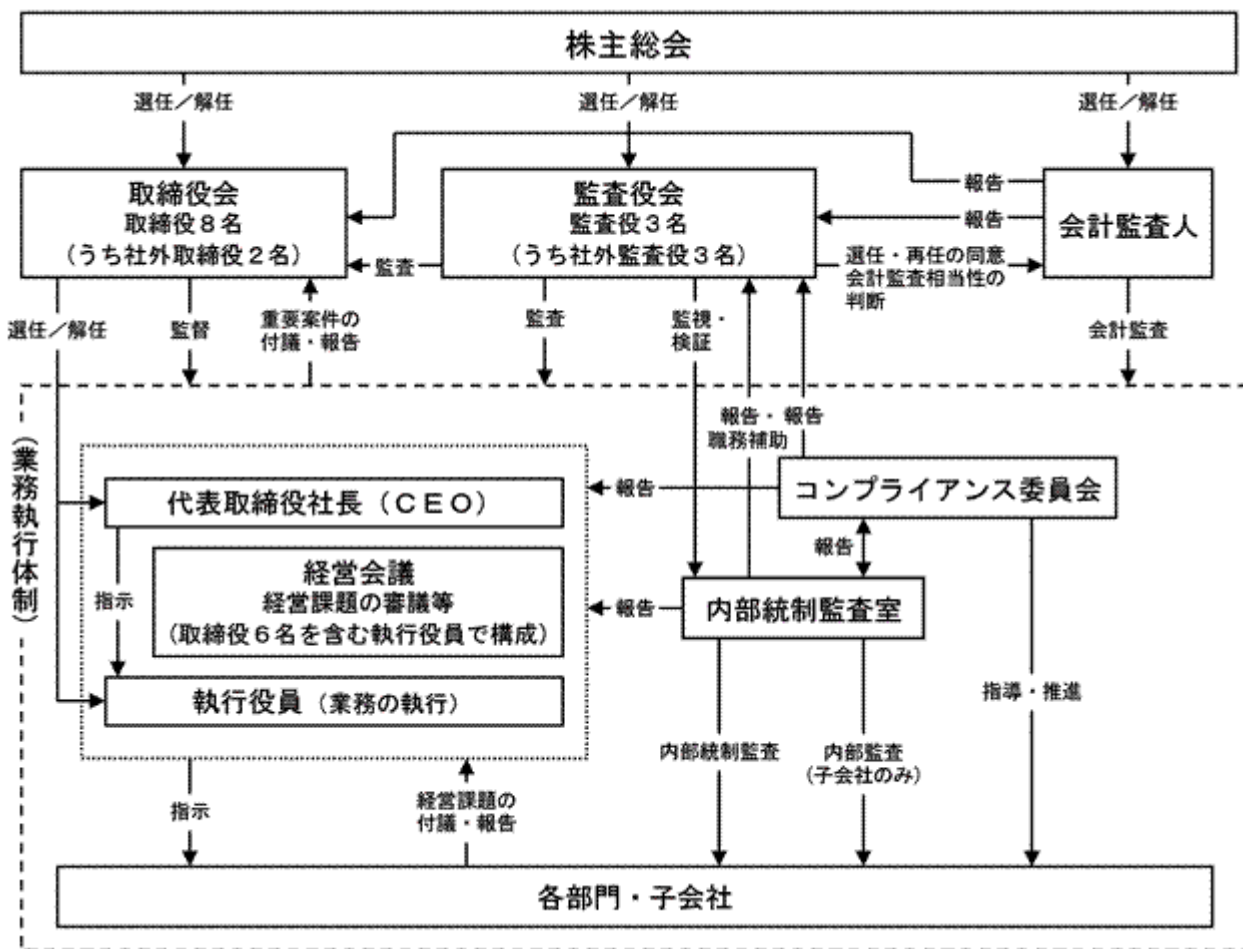 株主総会
選任／解任
選任／解任
選任／解任
取締役会
取締役８名
（うち社外取締役２名）
監査役会
監査役３名
（うち社外監査役３名）
会計監査人
報告
報告
監査
選任・再任の同意
会計監査相当性の
判断
選任／解任
監督
重要案件の
付議・報告
監査
監視・
検証
会計監査
（業務執行体制）
報告・
職務補助
報告
代表取締役社長（ＣＥＯ）
報告
コンプライアンス委員会
報告
指示
経営会議
経営課題の審議等
（取締役６名を含む執行役員で構成）
報告
内部統制監査室
執行役員（業務の執行）
指導・推進
内部統制監査
内部監査
（子会社のみ）
指示
経営課題の
付議・報告
各部門・子会社